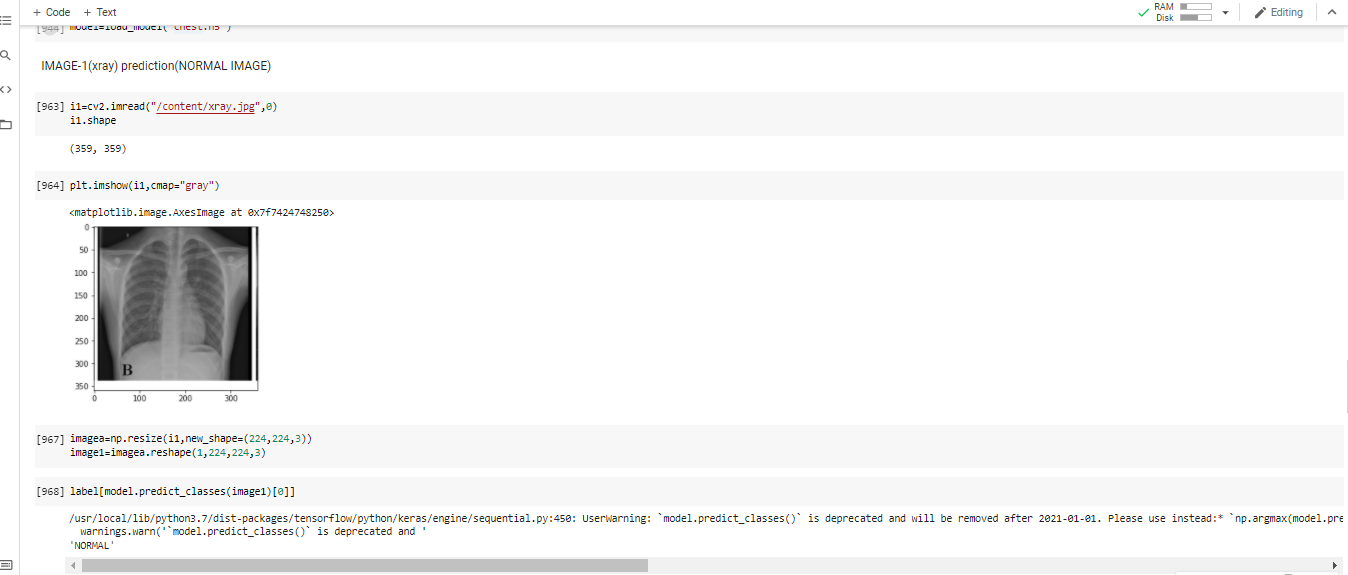 + Code + Text
RAM
Disk
Editing
[944] model=load_model("chest.h5")
IMAGE-1(xray) prediction(NORMAL IMAGE)
[963] i1=cv2.imread("/content/xray.jpg",0)
i1.shape
(359, 359)
[964] plt.imshow(i1,cmap="gray")
<matplotlib.image.AxesImage at 0x7f7424748250>
0
50
100
150
200
250
300
350
B
0 100 200 300
[967] imagea=np.resize(i1,new_shape=(224,224,3))
image1=imagea.reshape(1,224,224,3)
[968] label[model.predict_classes(image1)[0]]
/usr/local/lib/python3.7/dist-packages/tensorflow/python/keras/engine/sequential.py:450: UserWarning: `model.predict_classes()` is deprecated and will be removed after 2021-01-01. Please use instead:* `np.argmax(model.pre
warnings.warn('`model.predict_classes()` is deprecated and '
'NORMAL'